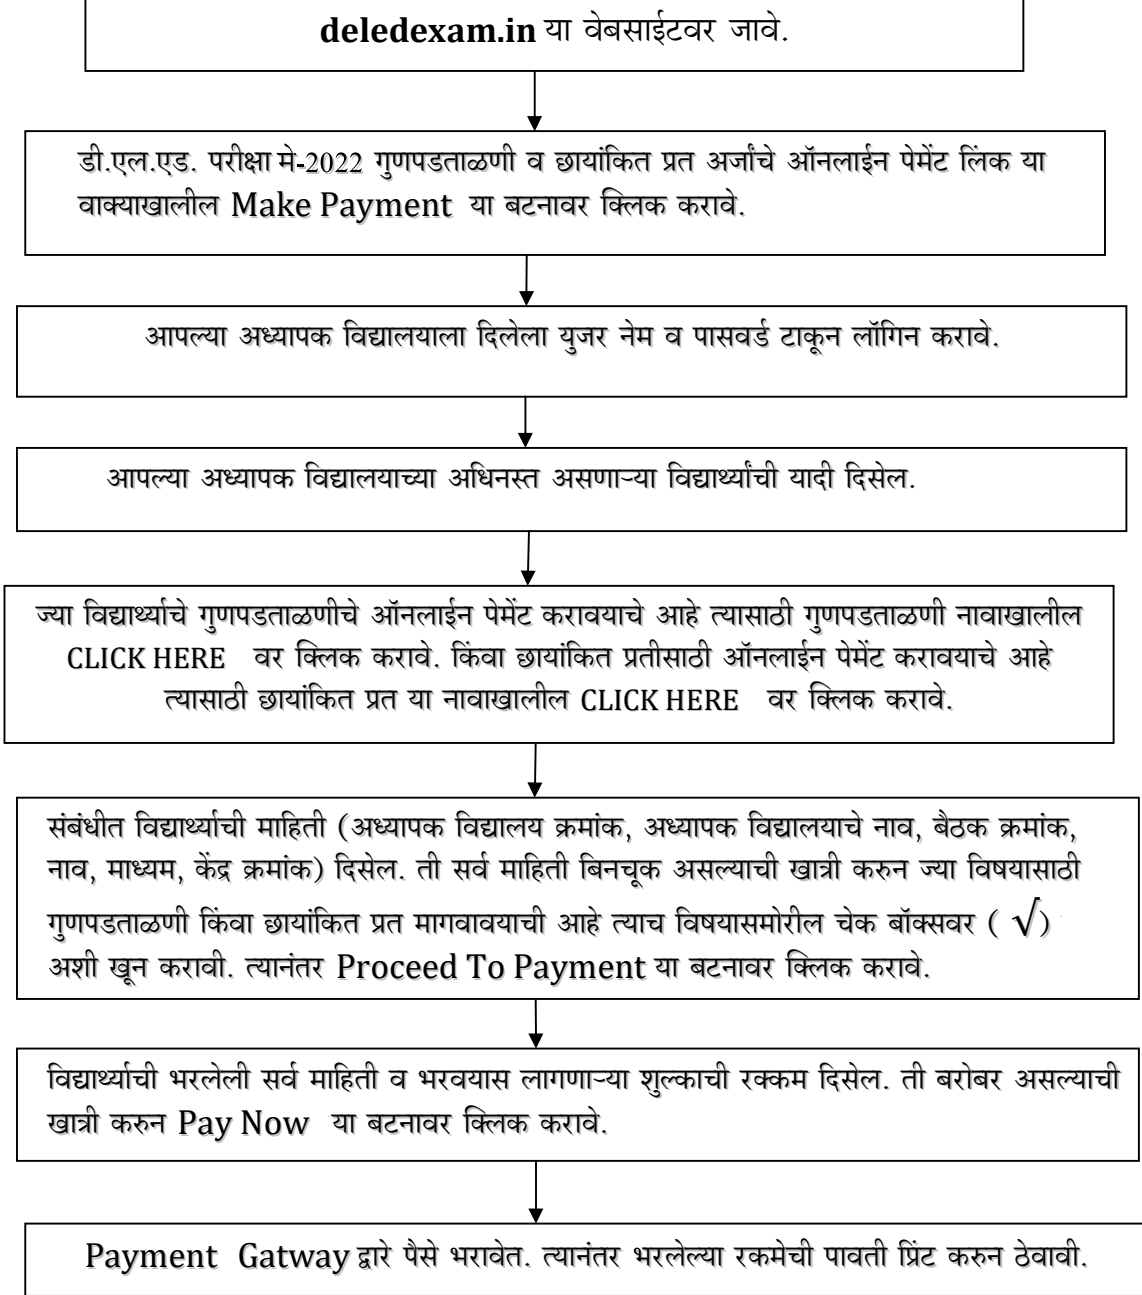 deledexam.in या वेबसाईटवर जावे.
डी.एल.एड. परीक्षा मे-2022 गुणपडताळणी व छायांकित प्रत अर्जाचे ऑनलाईन पेमेंट लिंक या
वाक्याखालील Make Payment या बटनावर क्लिक करावे.
आपल्या अध्यापक विद्यालयाला दिलेला युजर नेम व पासवर्ड टाकून लॉगिन करावे.
आपल्या अध्यापक विद्यालयाच्या अधिनस्त असणाऱ्या विद्यार्थ्यांची यादी दिसेल.
ज्या विद्यार्थ्याचे गुणपडताळणीचे ऑनलाईन पेमेंट करावयाचे आहे त्यासाठी गुणपडताळणी नावाखालील
CLICK HERE वर क्लिक करावे. किंवा छायांकित प्रतीसाठी ऑनलाईन पेमेंट करावयाचे आहे
त्यासाठी छायांकित प्रत या नावाखालील CLICK HERE वर क्लिक करावे.
संबंधीत विद्यार्थ्याची माहिती (अध्यापक विद्यालय क्रमांक, अध्यापक विद्यालयाचे नाव, बैठक क्रमांक,
नाव, माध्यम, केंद्र क्रमांक) दिसेल. ती सर्व माहिती बिनचूक असल्याची खात्री करुन ज्या विषयासाठी
गुणपडताळणी किंवा छायांकित प्रत मागवावयाची आहे त्याच विषयासमोरील चेक बॉक्सवर ( √)
अशी खून करावी. त्यानंतर Proceed To Payment या बटनावर क्लिक करावे.
विद्यार्थ्याची भरलेली सर्व माहिती व भरवयास लागणाऱ्या शुल्काची रक्कम दिसेल. ती बरोबर असल्याची
खात्री करुन Pay Now या बटनावर क्लिक करावे.
Payment Gatway द्वारे पैसे भरावेत. त्यानंतर भरलेल्या रकमेची पावती प्रिंट करुन ठेवावी.